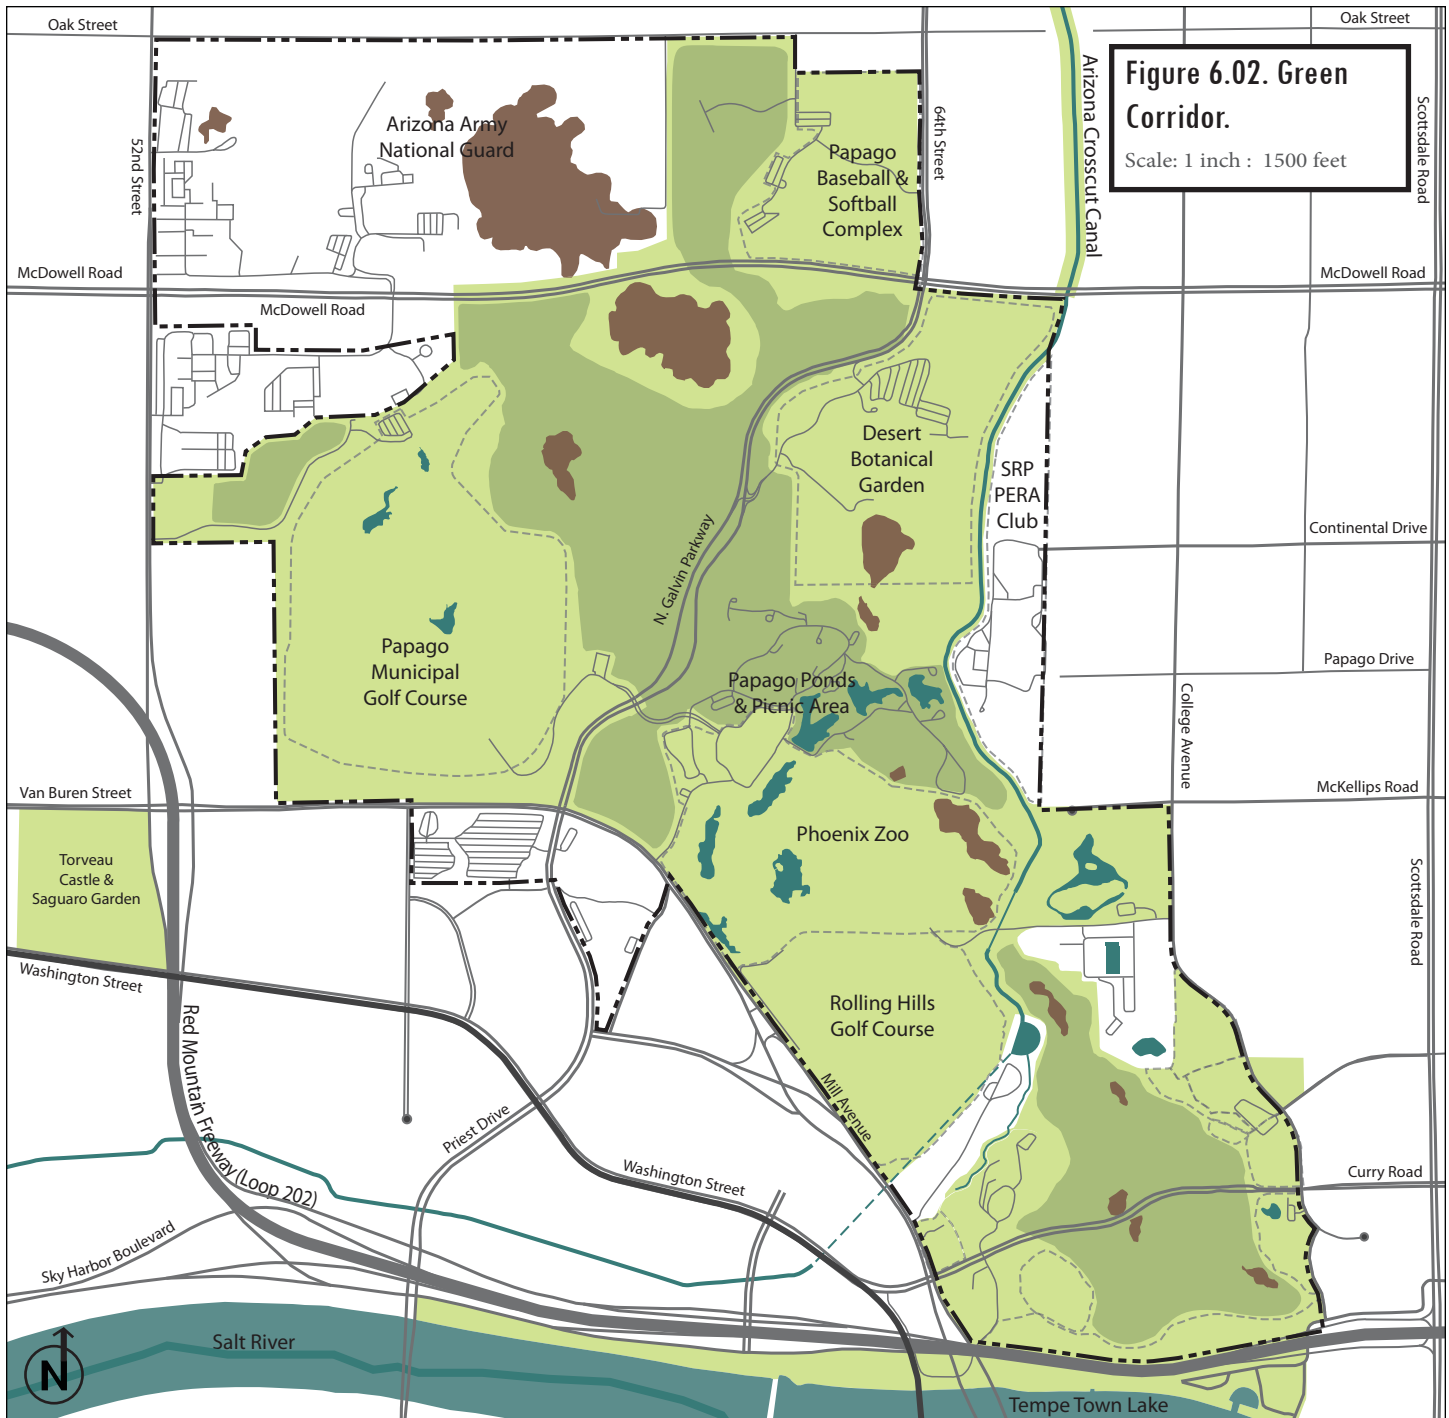 Oak Street
Oak Street
Figure 6.02. Green
Corridor.
Scale: 1 inch : 1500 feet
Arizona Crosscut Canal
Scottsdale Road
64th Street
52nd Street
Arizona Army
National Guard
Papago
Baseball &
Softball
Complex
McDowell Road
McDowell Road
McDowell Road
Desert
Botanical
Garden
SRP
PERA
Club
Continental Drive
N. Galvin Parkway
Papago
Municipal
Golf Course
Papago Drive
Papago Ponds
& Picnic Area
College Avenue
Van Buren Street
McKellips Road
Phoenix Zoo
Torveau
Castle &
Saguaro Garden
Scottsdale Road
Washington Street
Rolling Hills
Golf Course
Red Mountain Freeway (Loop 202)
Mill Avenue
Priest Drive
Washington Street
Curry Road
Sky Harbor Boulevard
Salt River
N
Tempe Town Lake